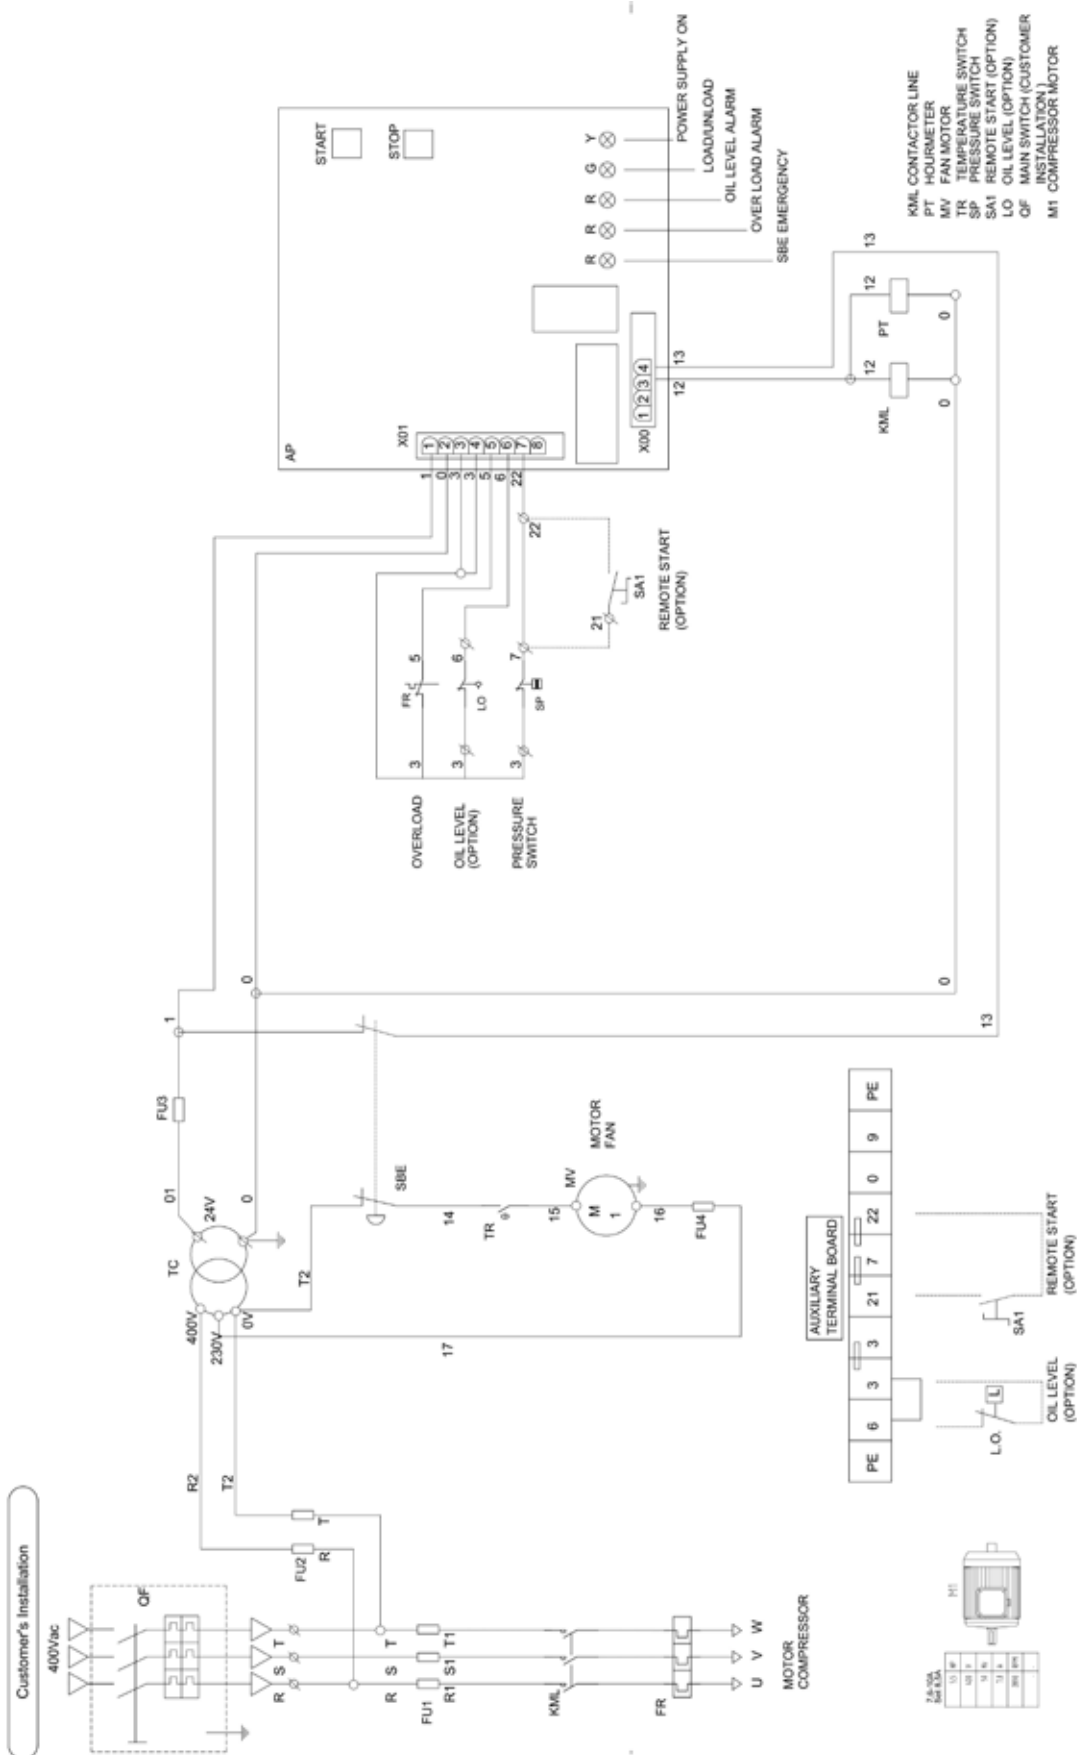 Customer's Installation
400Vac
QF
R
S
T
R
S
T
FU1
R1
S1
T1
KML
FR
U
V
W
MOTOR
COMPRESSOR
FU2
R
T
R2
T2
400V
230V
0V
TC
24V
T2
17
01
0
FU3
1
0
SBE
14
TR
15
MV
M
1
MOTOR
FAN
16
FU4
13
0
OVERLOAD
OIL LEVEL
(OPTION)
PRESSURE
SWITCH
3
3
3
FR
LO
SP
5
6
7
22
21
SA1
REMOTE START
(OPTION)
1
0
3
3
5
6
22
AP
X01
1
2
3
4
5
6
7
8
START
STOP
R
R
R
G
Y
POWER SUPPLY ON
LOAD/UNLOAD
OIL LEVEL ALARM
OVER LOAD ALARM
SBE EMERGENCY
X00
1 2 3 4
12
13
KML
12
0
PT
12
0
13
KML CONTACTOR LINE
PT HOURMETER
MV FAN MOTOR
TR TEMPERATURE SWITCH
SP PRESSURE SWITCH
SA1 REMOTE START (OPTION)
LO OIL LEVEL (OPTION)
QF MAIN SWITCH (CUSTOMER
INSTALLATION )
M1 COMPRESSOR MOTOR
AUXILIARY
TERMINAL BOARD
PE 6 3 3 21 7 22 0 9 PE
L.O.
L
OIL LEVEL
(OPTION)
SA1
REMOTE START
(OPTION)